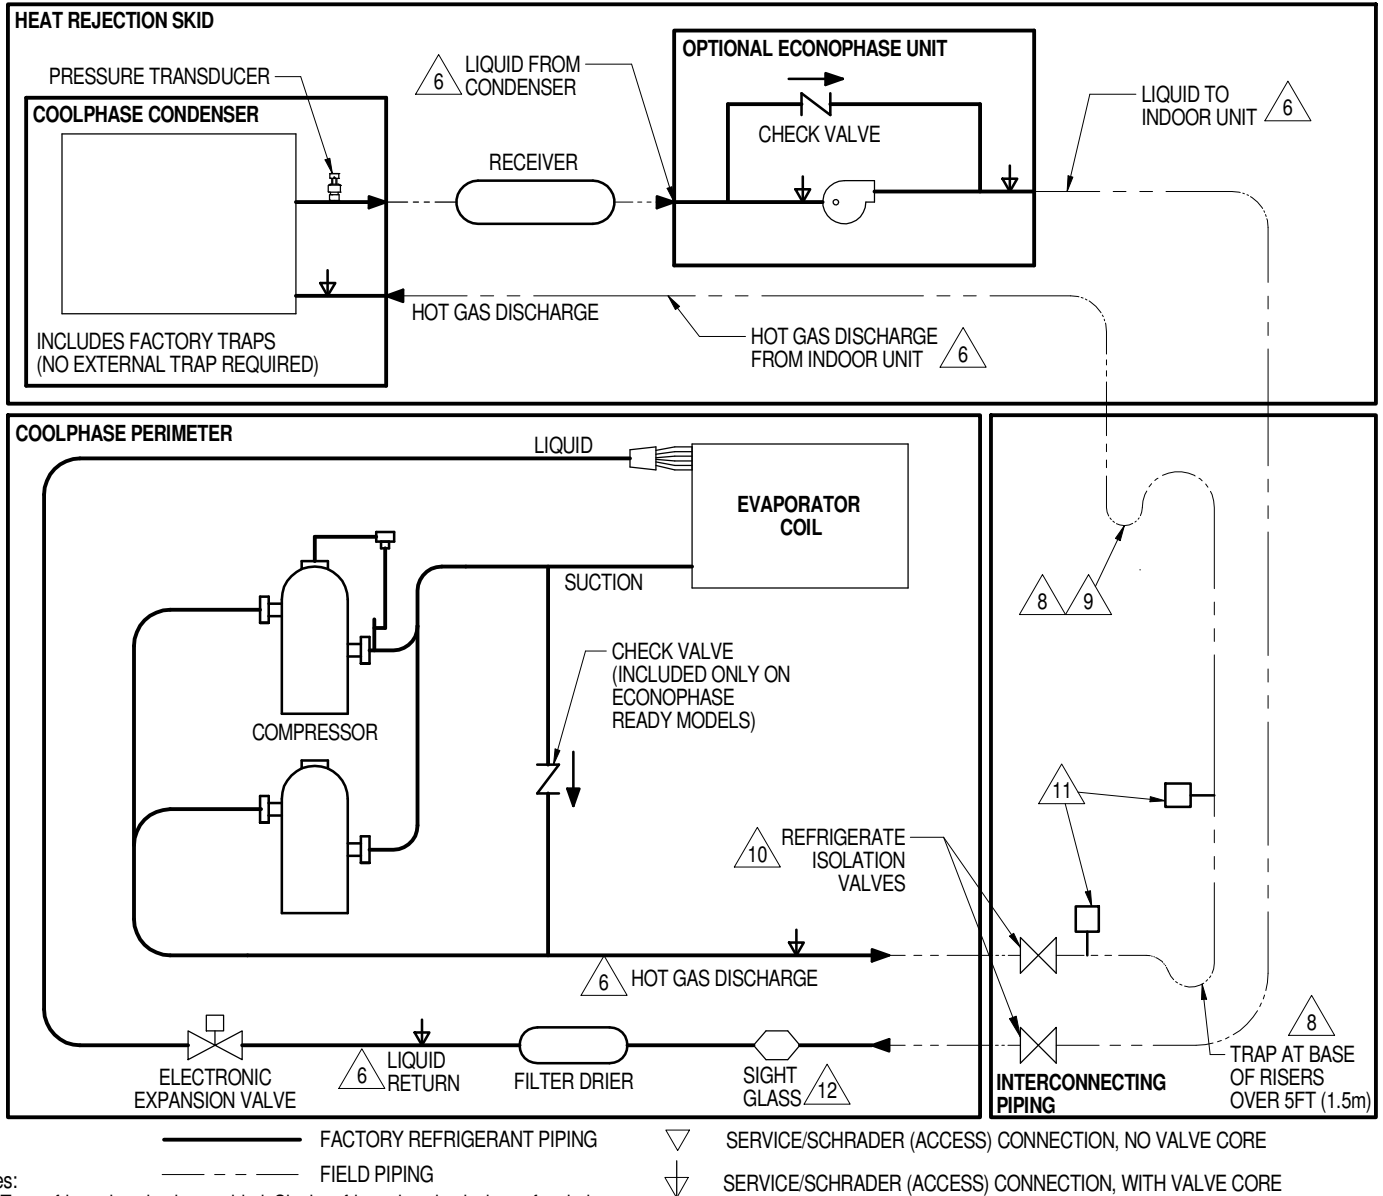 HEAT REJECTION SKID
PRESSURE TRANSDUCER
6
LIQUID FROM
CONDENSER
OPTIONAL ECONOPHASE UNIT
CHECK VALVE
LIQUID TO
INDOOR UNIT
6
COOLPHASE CONDENSER
RECEIVER
HOT GAS DISCHARGE
HOT GAS DISCHARGE
FROM INDOOR UNIT
6
INCLUDES FACTORY TRAPS
(NO EXTERNAL TRAP REQUIRED)
COOLPHASE PERIMETER
LIQUID
EVAPORATOR
COIL
SUCTION
CHECK VALVE
(INCLUDED ONLY ON
ECONOPHASE
READY MODELS)
COMPRESSOR
8
9
11
10
REFRIGERATE
ISOLATION
VALVES
6
HOT GAS DISCHARGE
ELECTRONIC
EXPANSION VALVE
6
LIQUID
RETURN
FILTER DRIER
SIGHT
GLASS
12
INTERCONNECTING
PIPING
8
TRAP AT BASE
OF RISERS
OVER 5FT (1.5m)
FACTORY REFRIGERANT PIPING
FIELD PIPING
SERVICE/SCHRADER (ACCESS) CONNECTION, NO VALVE CORE
SERVICE/SCHRADER (ACCESS) CONNECTION, WITH VALVE CORE
es: